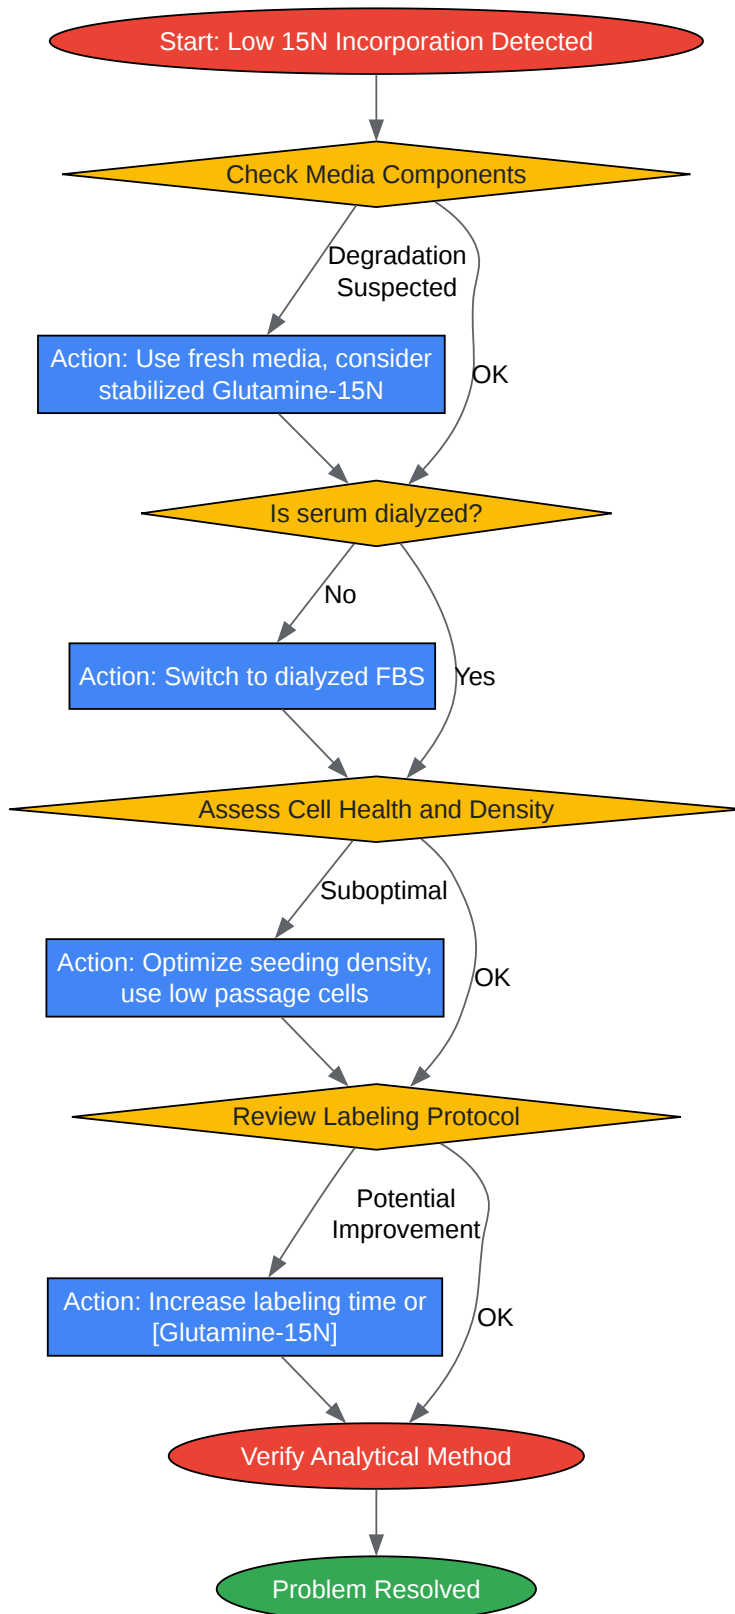 Start: Low 15N Incorporation Detected
Check Media Components
Degradation
Suspected
Action: Use fresh media, consider
stabilized Glutamine-15N
OK
Is serum dialyzed?
No
Action: Switch to dialyzed FBS
Yes
Assess Cell Health and Density
Suboptimal
Action: Optimize seeding density,
use low passage cells
OK
Review Labeling Protocol
Potential
Improvement
Action: Increase labeling time or
[Glutamine-15N]
OK
Verify Analytical Method
Problem Resolved